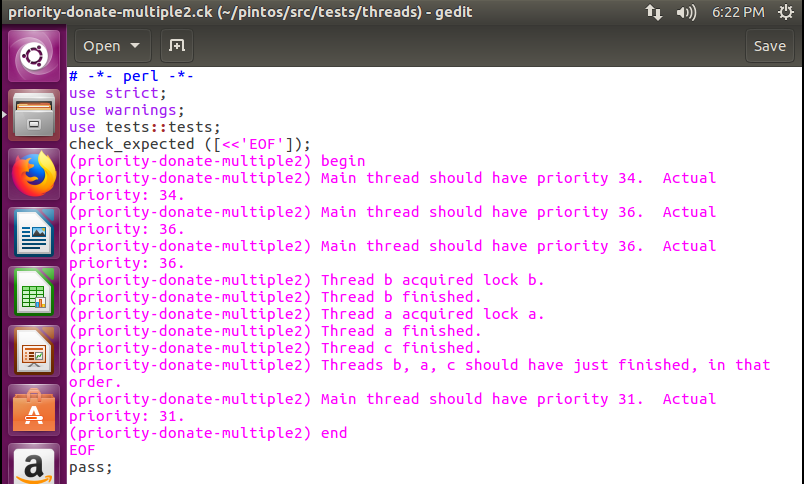 priority-donate-multiple2.ck (~/pintos/src/tests/threads) - gedit
6:22 PM
Open
Save
# -*- perl -*-
use strict;
use warnings;
use tests::tests;
check_expected ([<<'EOF']);
(priority-donate-multiple2) begin
(priority-donate-multiple2) Main thread should have priority 34.  Actual
priority: 34.
(priority-donate-multiple2) Main thread should have priority 36.  Actual
priority: 36.
(priority-donate-multiple2) Main thread should have priority 36.  Actual
priority: 36.
(priority-donate-multiple2) Thread b acquired lock b.
(priority-donate-multiple2) Thread b finished.
(priority-donate-multiple2) Thread a acquired lock a.
(priority-donate-multiple2) Thread a finished.
(priority-donate-multiple2) Thread c finished.
(priority-donate-multiple2) Threads b, a, c should have just finished, in that
order.
(priority-donate-multiple2) Main thread should have priority 31.  Actual
priority: 31.
(priority-donate-multiple2) end
EOF
pass;